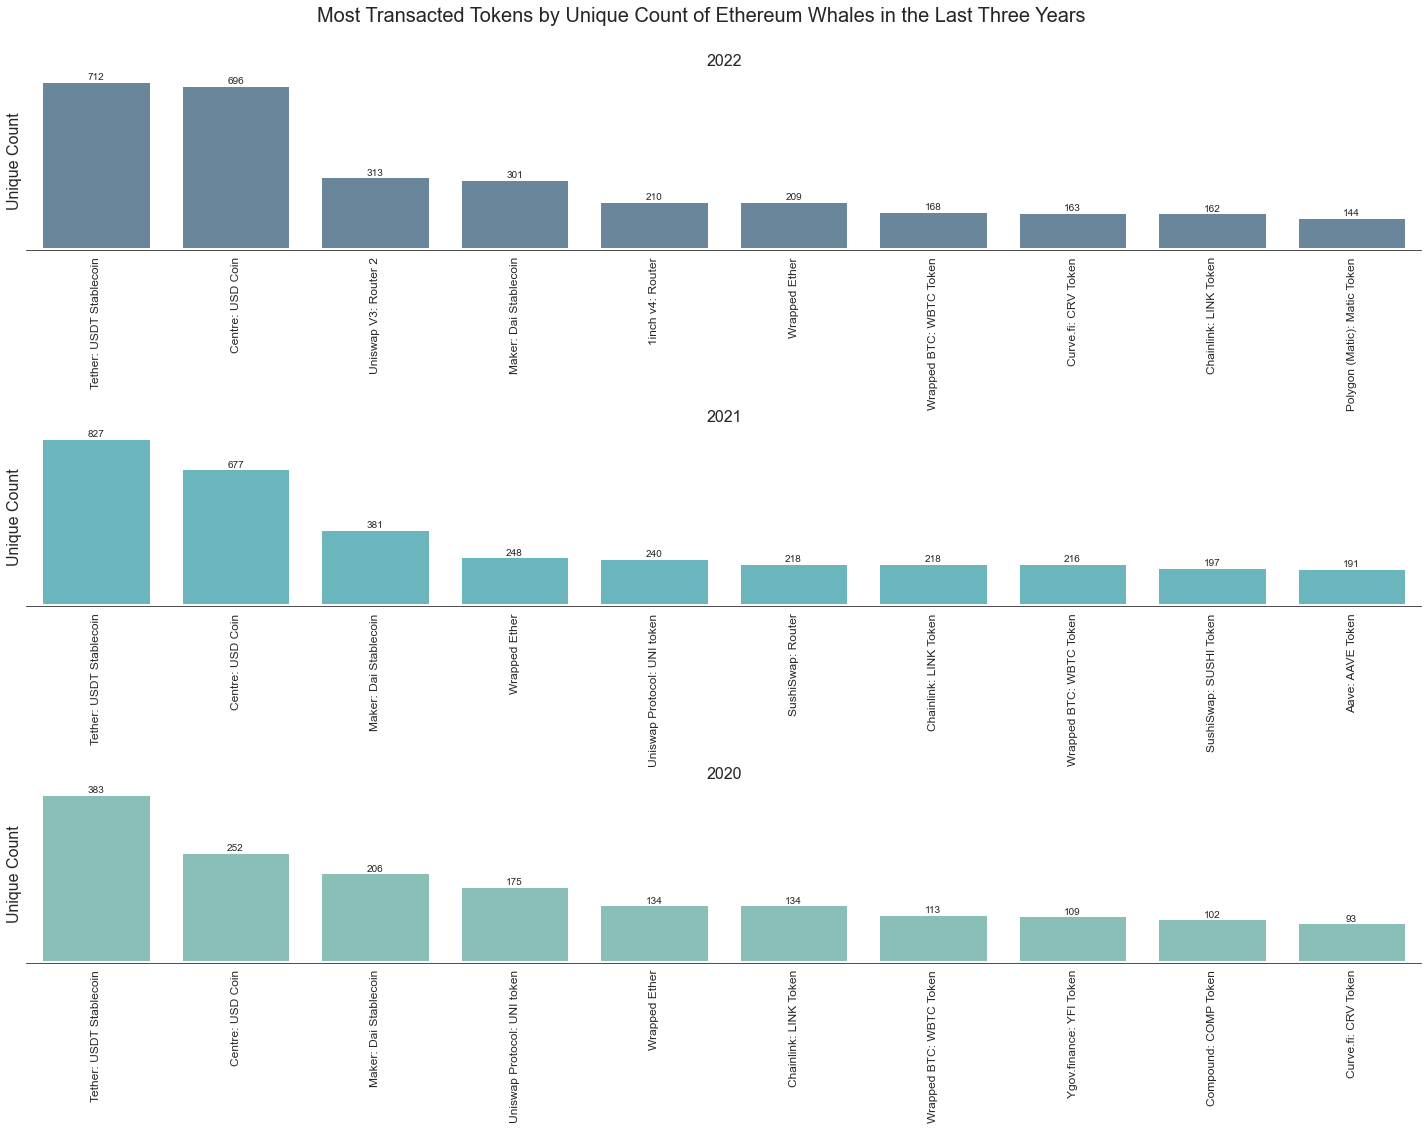 Most Transacted Tokens by Unique Count of Ethereum Whales in the Last Three Years
2022
Unique Count
712
696
313
301
210
209
168
163
162
144
Tether: USDT Stablecoin
Centre: USD Coin
Uniswap V3: Router 2
Maker: Dai Stablecoin
1inch v4: Router
Wrapped Ether
Wrapped BTC: WBTC Token
Curve.fi: CRV Token
Chainlink: LINK Token
Polygon (Matic): Matic Token
2021
Unique Count
827
677
381
248
240
218
218
216
197
191
Tether: USDT Stablecoin
Centre: USD Coin
Maker: Dai Stablecoin
Wrapped Ether
Uniswap Protocol: UNI token
SushiSwap: Router
Chainlink: LINK Token
Wrapped BTC: WBTC Token
SushiSwap: SUSHI Token
Aave: AAVE Token
2020
Unique Count
383
252
206
175
134
134
113
109
102
93
Tether: USDT Stablecoin
Centre: USD Coin
Maker: Dai Stablecoin
Uniswap Protocol: UNI token
Wrapped Ether
Chainlink: LINK Token
Wrapped BTC: WBTC Token
Ygov.finance: YFI Token
Compound: COMP Token
Curve.fi: CRV Token